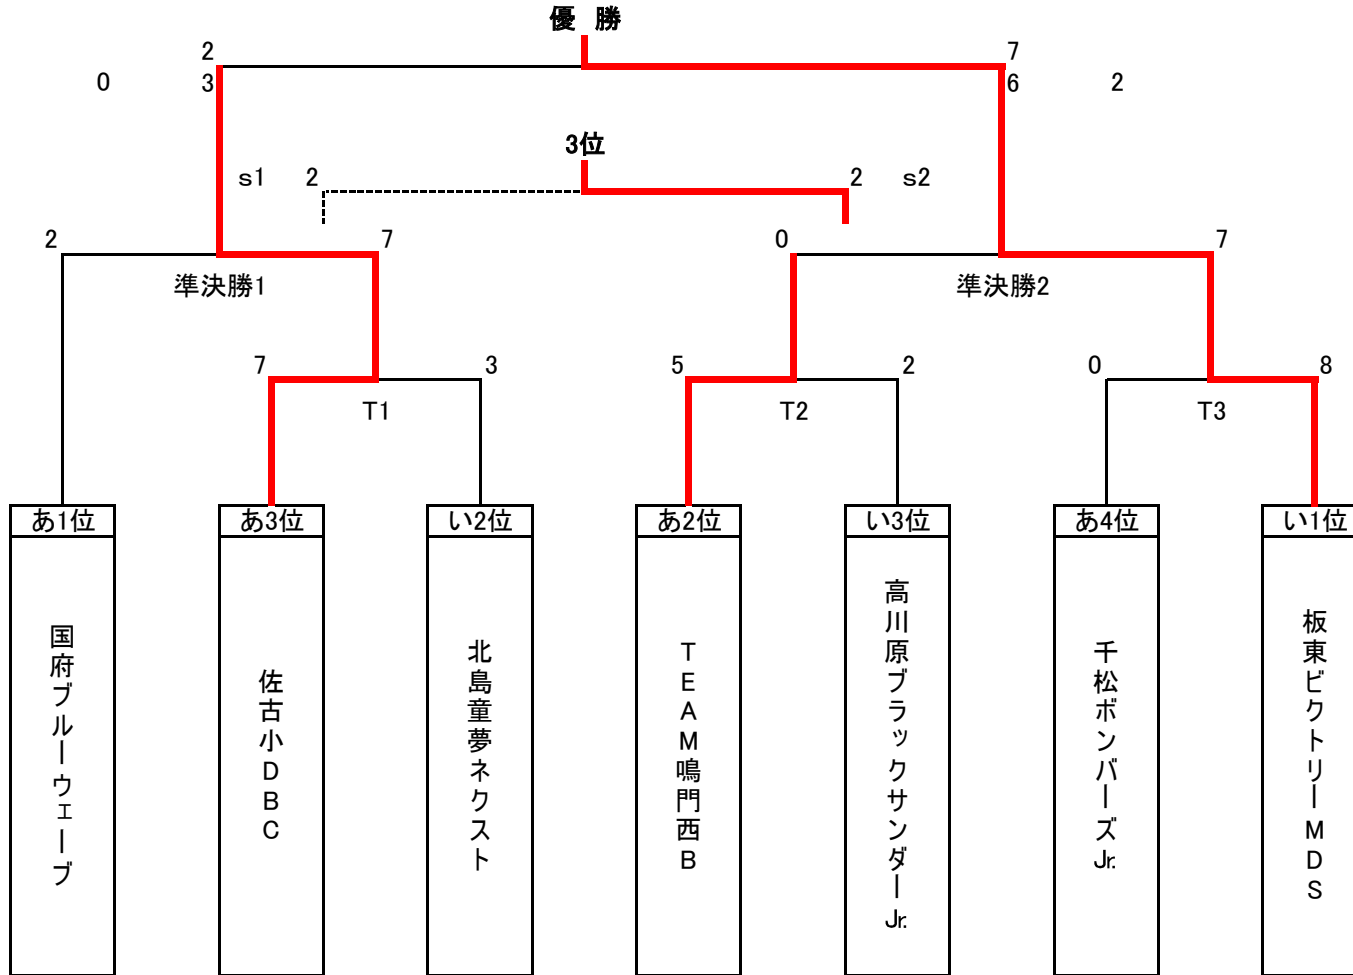 優 勝
2 7
0 3 6 2
3位
s1 2 2 s2
2 7 0 7
準決勝1 準決勝2
7 3 5 2 0 8
T1 T2 T3
あ1位 あ3位 い2位 あ2位 い3位 あ4位 い1位
国府ブルーウェーブ
佐古小DBC
北島童夢ネクスト
TEAM鳴門西B
高川原ブラックサンダーJr.
千松ボンバーズJr.
板東ビクトリーMDS